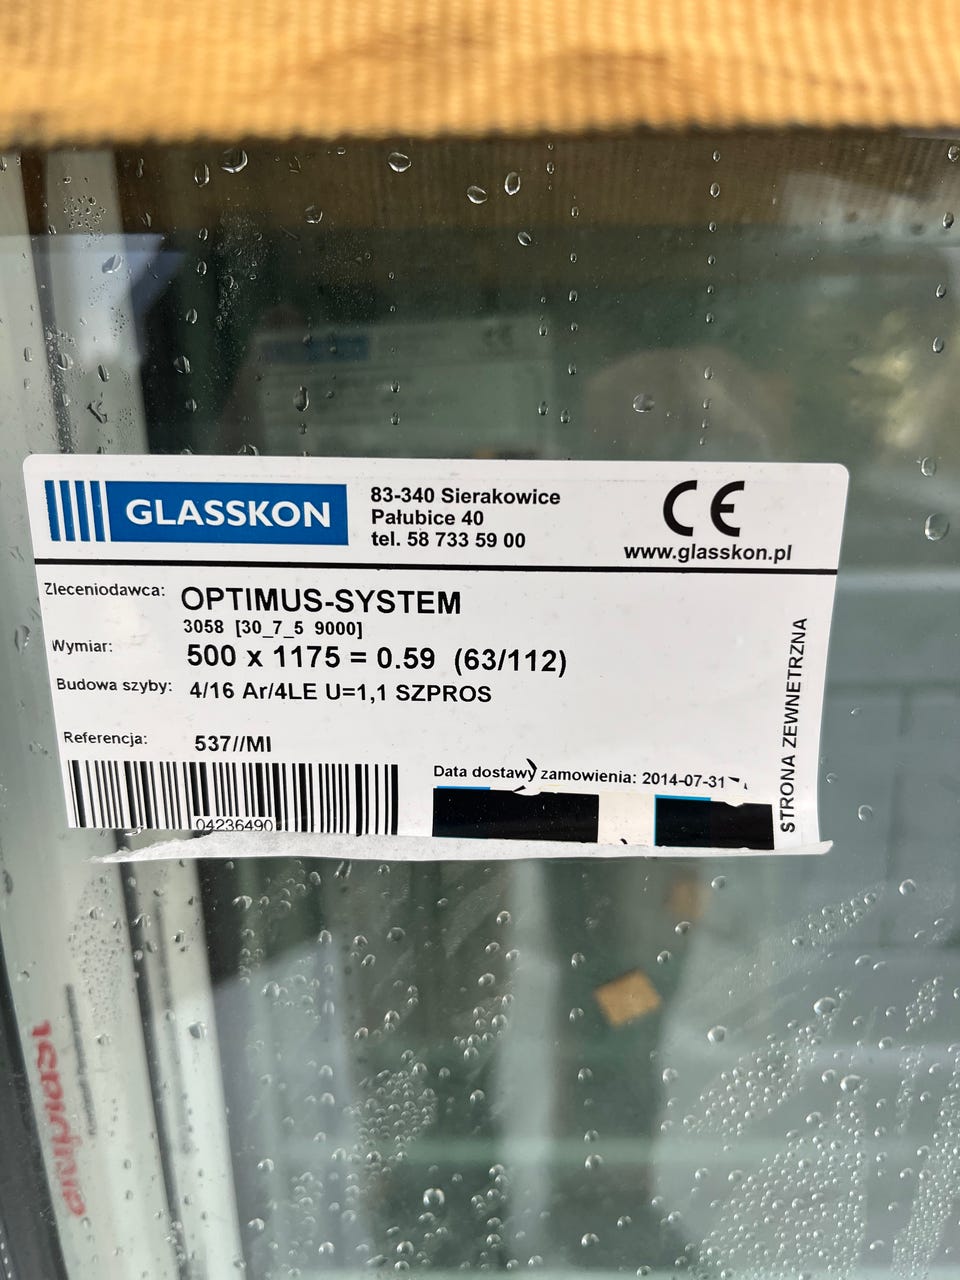 GLASSKON
83-340 Sierakowice
Pałubice 40
tel. 58 733 59 00
CE
www.glasskon.pl
Zleceniodawca: OPTIMUS-SYSTEM
3058 [30_7_5 9000]
Wymiar: 500 x 1175 = 0.59 (63/112)
Budowa szyby: 4/16 Ar/4LE U=1,1 SZPROS
Referencja: 537//MI
04236490
Data dostawy zamowienia: 2014-07-31
STRONA ZEWNETRZNA